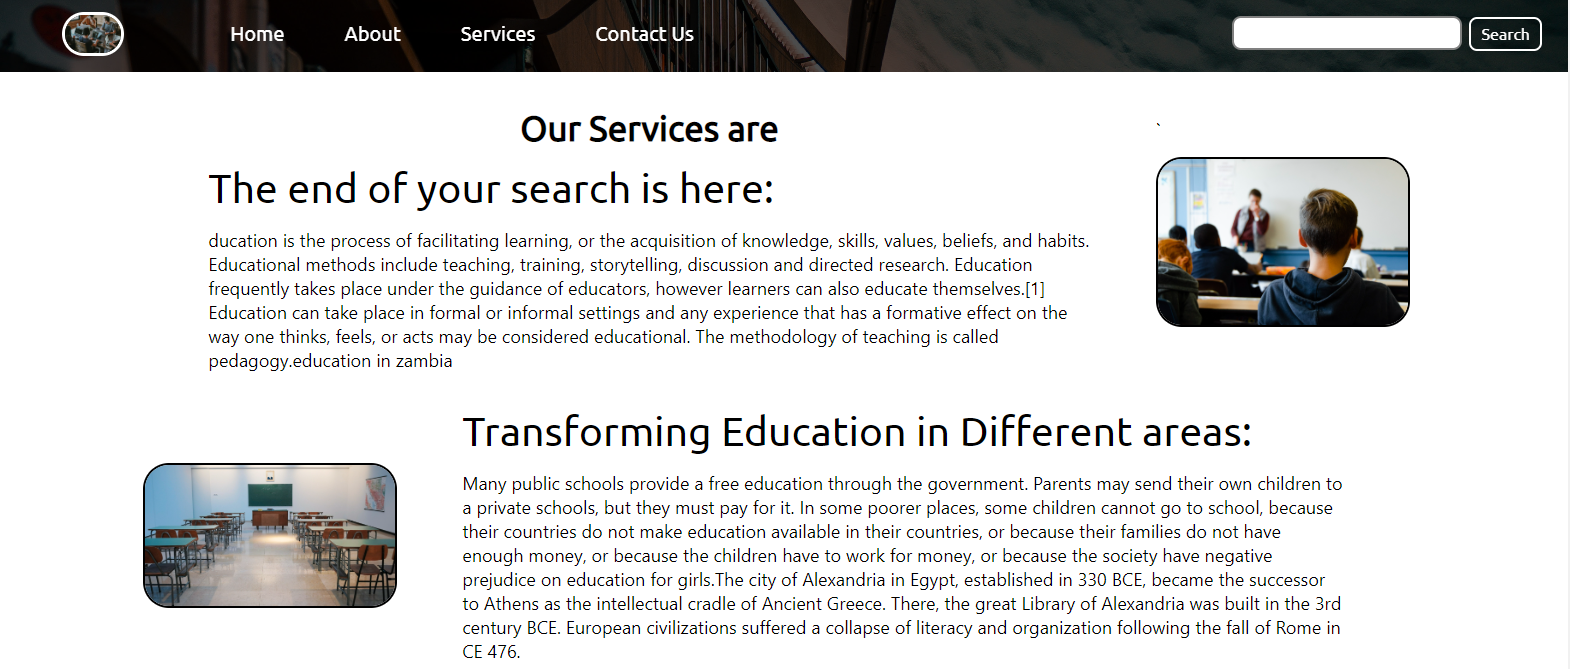 Home About Services Contact Us Search
Our Services are
`
The end of your search is here:
ducation is the process of facilitating learning, or the acquisition of knowledge, skills, values, beliefs, and habits.
Educational methods include teaching, training, storytelling, discussion and directed research. Education
frequently takes place under the guidance of educators, however learners can also educate themselves.[1]
Education can take place in formal or informal settings and any experience that has a formative effect on the
way one thinks, feels, or acts may be considered educational. The methodology of teaching is called
pedagogy.education in zambia
Transforming Education in Different areas:
Many public schools provide a free education through the government. Parents may send their own children to
a private schools, but they must pay for it. In some poorer places, some children cannot go to school, because
their countries do not make education available in their countries, or because their families do not have
enough money, or because the children have to work for money, or because the society have negative
prejudice on education for girls.The city of Alexandria in Egypt, established in 330 BCE, became the successor
to Athens as the intellectual cradle of Ancient Greece. There, the great Library of Alexandria was built in the 3rd
century BCE. European civilizations suffered a collapse of literacy and organization following the fall of Rome in
CE 476.